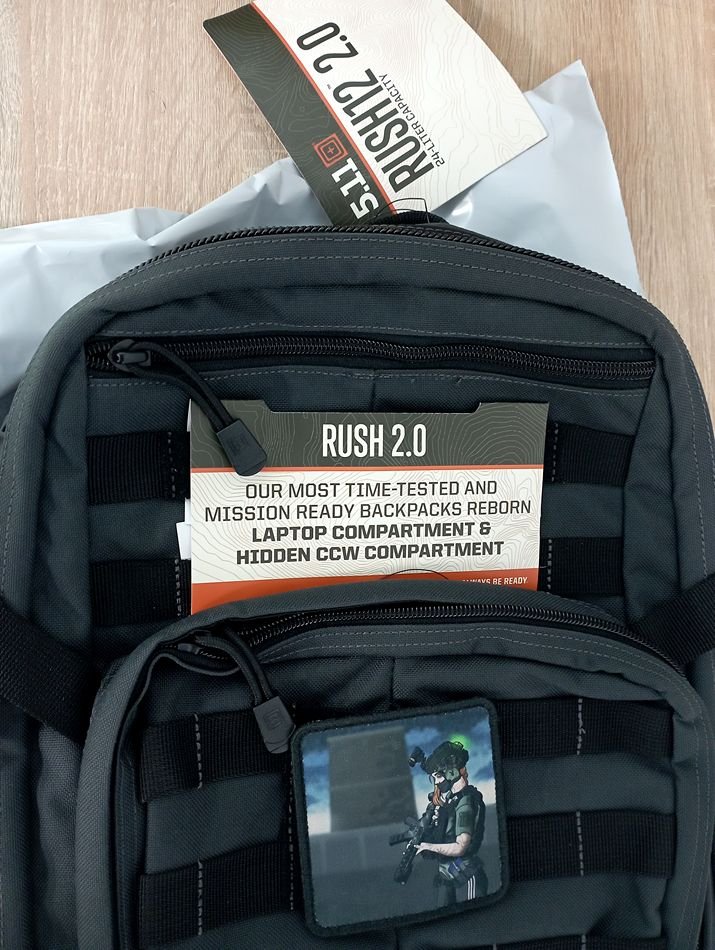 5.11
RUSH12™ 2.0
24-LITER CAPACITY
RUSH 2.0
OUR MOST TIME-TESTED AND
MISSION READY BACKPACKS REBORN
LAPTOP COMPARTMENT &
HIDDEN CCW COMPARTMENT
ALWAYS BE READY